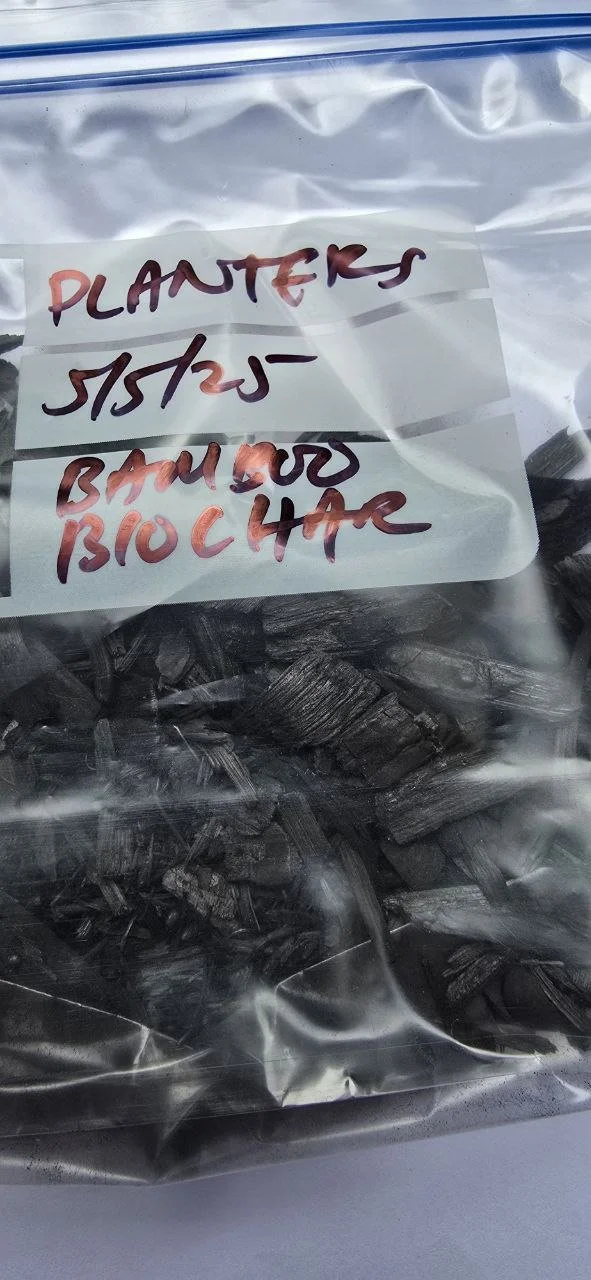 PLANTERS
5/5/25
BAMBOO
BIOCHAR